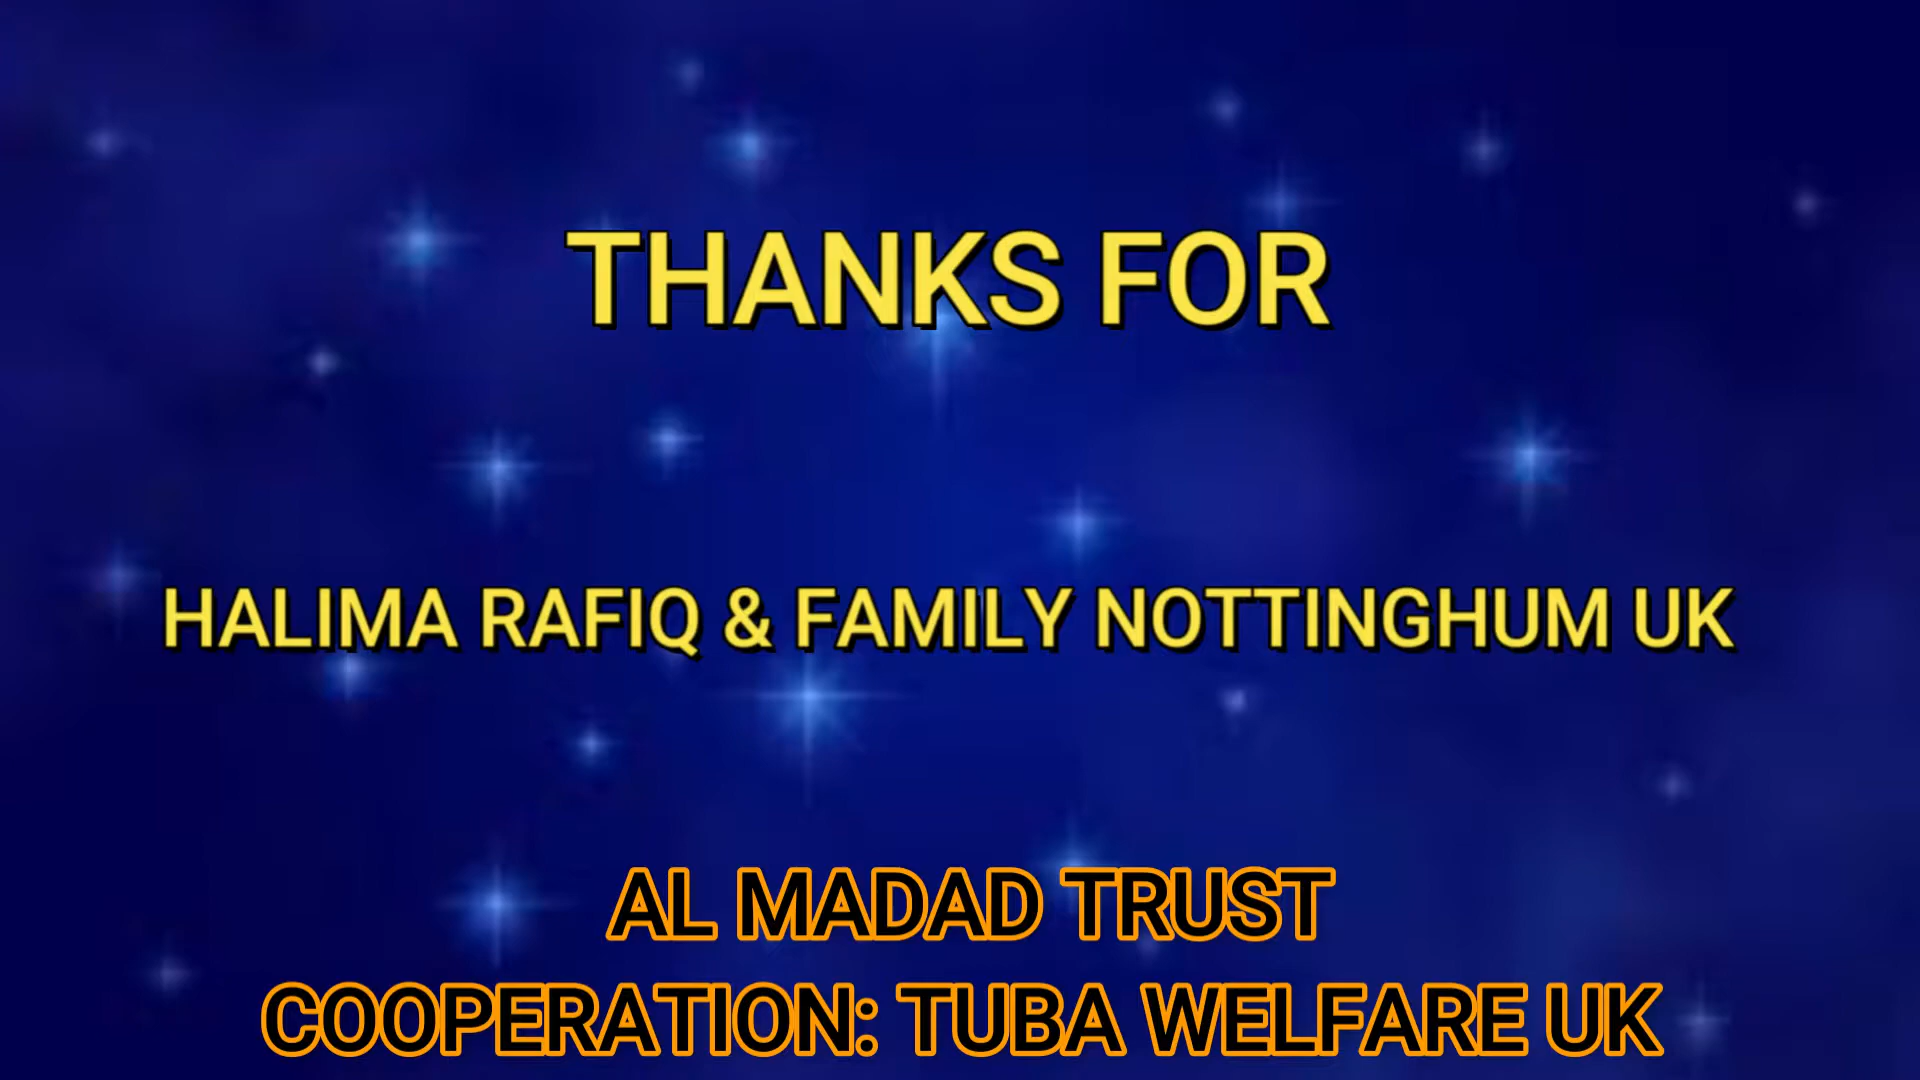 THANKS FOR
HALIMA RAFIQ & FAMILY NOTTINGHUM UK
AL MADAD TRUST
COOPERATION: TUBA WELFARE UK